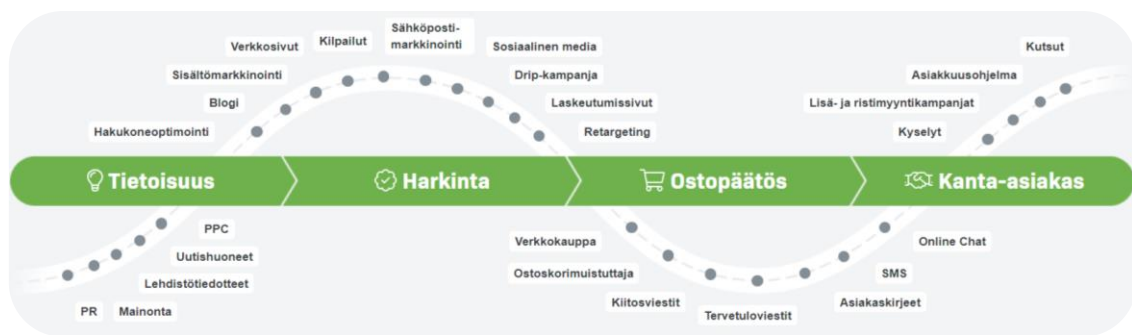 Sähköposti-
markkinointi
Kutsut
Verkkosivut
Kilpailut
Sosiaalinen media
Sisältömarkkinointi
Drip-kampanja
Asiakkuusohjelma
Blogi
Laskeutumissivut
Lisä- ja ristimyyntikampanjat
Hakukoneoptimointi
Retargeting
Kyselyt
Tietoisuus
Harkinta
Ostopäätös
Kanta-asiakas
PPC
Verkkokauppa
Online Chat
Uutishuoneet
Ostoskorimuistuttaja
SMS
Lehdistötiedotteet
Kiitosviestit
Asiakaskirjeet
PR
Mainonta
Tervetuloviestit